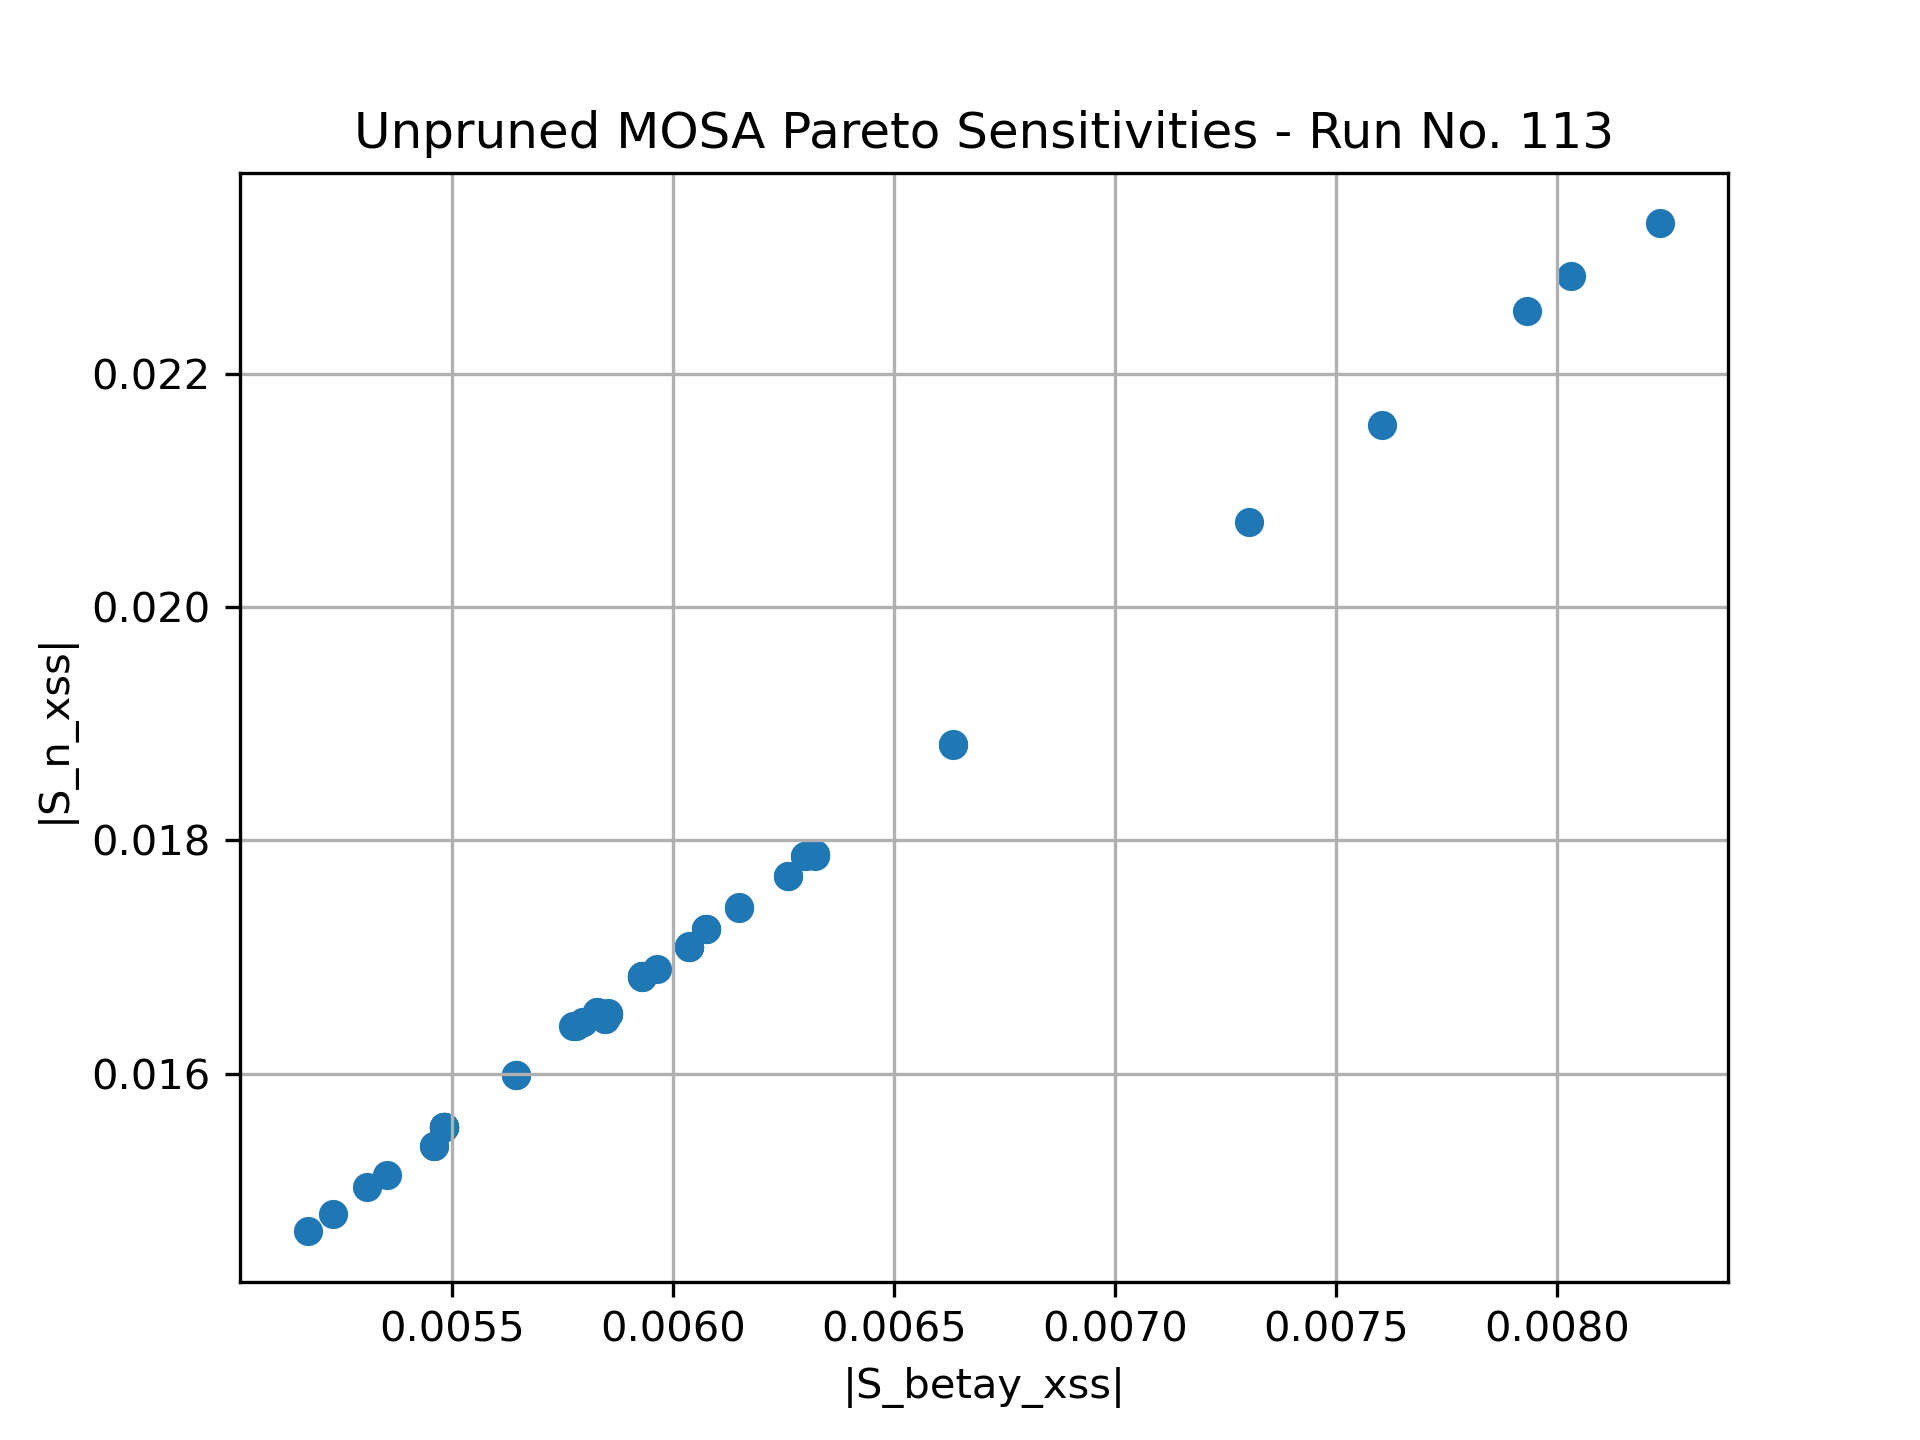 Unpruned MOSA Pareto Sensitivities - Run No. 113
|S_n_xss|
0.022
0.020
0.018
0.016
0.0055 0.0060 0.0065 0.0070 0.0075 0.0080
|S_betay_xss|